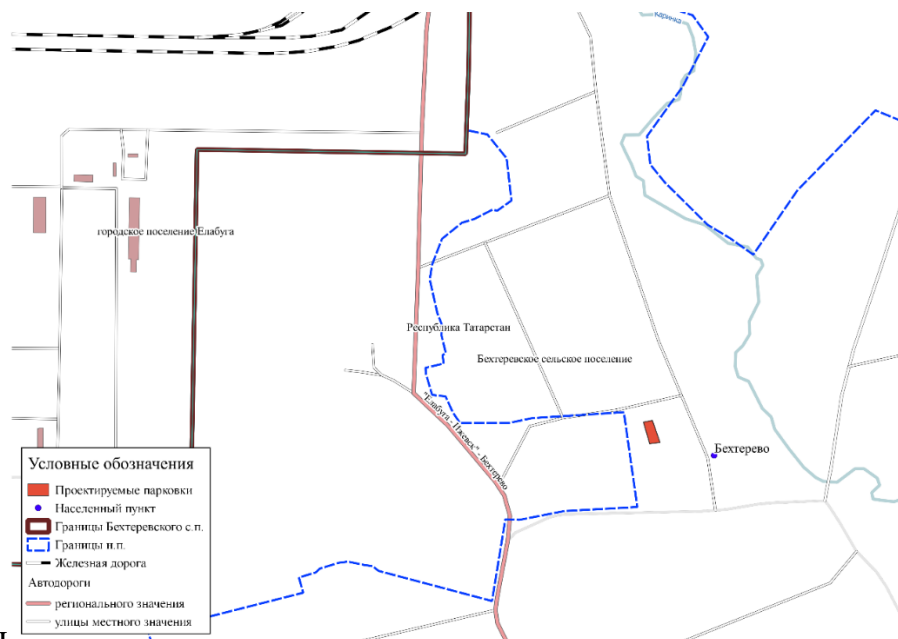 Каринка
городское поселение Елабуга
Республика Татарстан
Бехтеревское сельское поселение
"Елабуга - Ижевск" - Бехтерево
Бехтерево
Условные обозначения
Проектируемые парковки
Населенный пункт
Границы Бехтеревского с.п.
Границы н.п.
Железная дорога
Автодороги
регионального значения
улицы местного значения